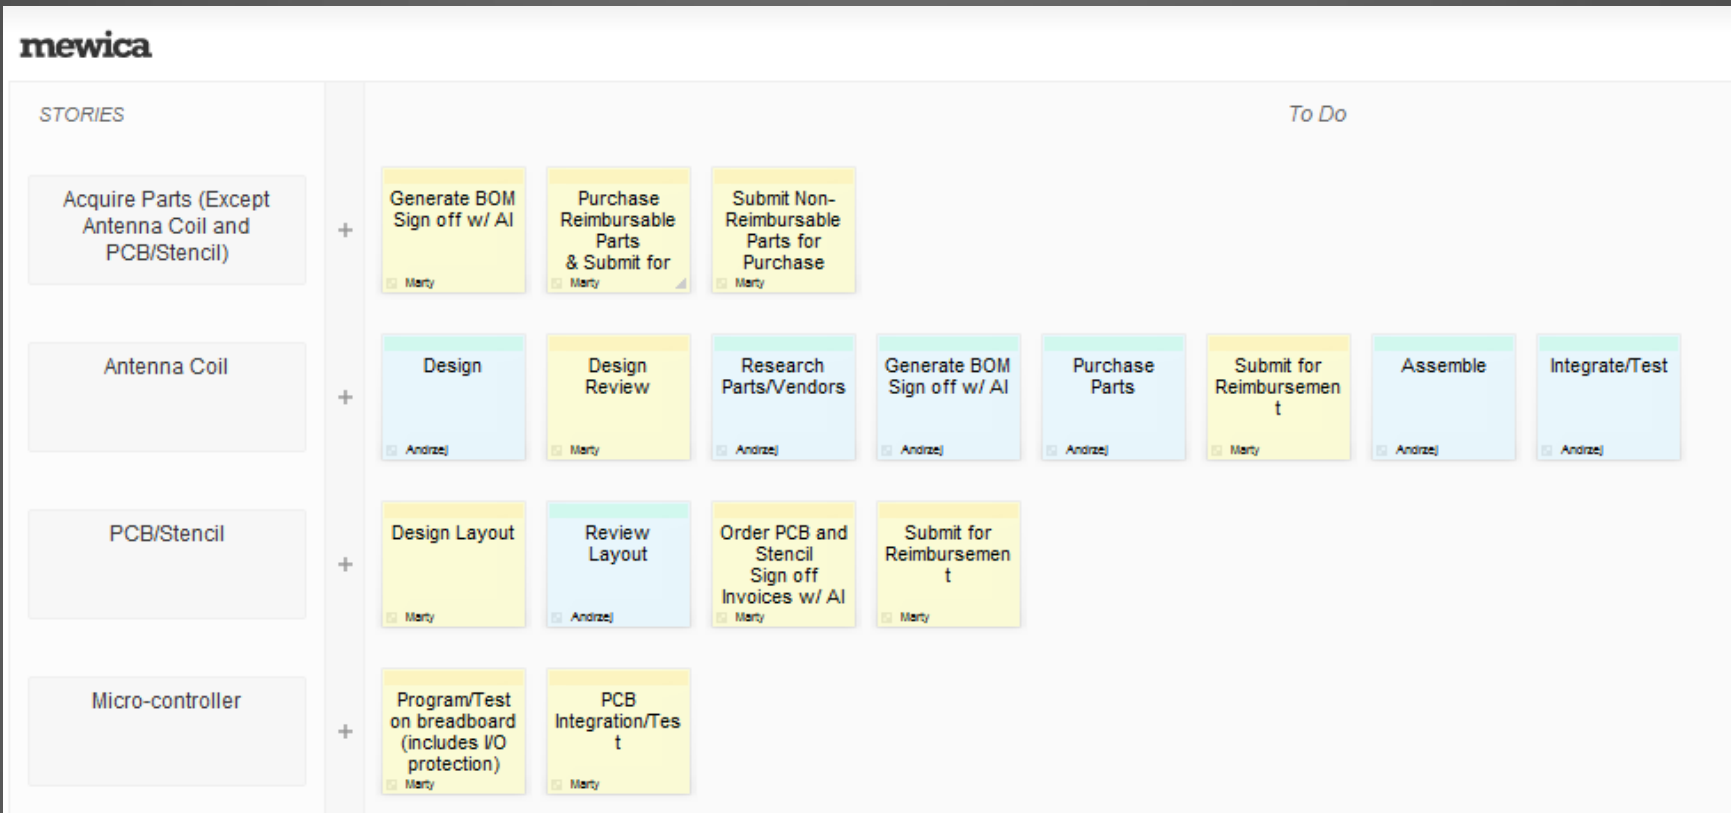 mewica
STORIES
To Do
Acquire Parts (Except
Antenna Coil and
PCB/Stencil)
+
Generate BOM
Sign off w/ Al
Marty
Purchase
Reimbursable
Parts
& Submit for
Marty
Submit Non-
Reimbursable
Parts for
Purchase
Marty
Antenna Coil
+
Design
Andrzej
Design
Review
Marty
Research
Parts/Vendors
Andrzej
Generate BOM
Sign off w/ Al
Andrzej
Purchase
Parts
Andrzej
Submit for
Reimbursemen
t
Marty
Assemble
Andrzej
Integrate/Test
Andrzej
PCB/Stencil
+
Design Layout
Marty
Review
Layout
Andrzej
Order PCB and
Stencil
Sign off
Invoices w/ Al
Marty
Submit for
Reimbursemen
t
Marty
Micro-controller
+
Program/Test
on breadboard
(includes I/O
protection)
Marty
PCB
Integration/Tes
t
Marty